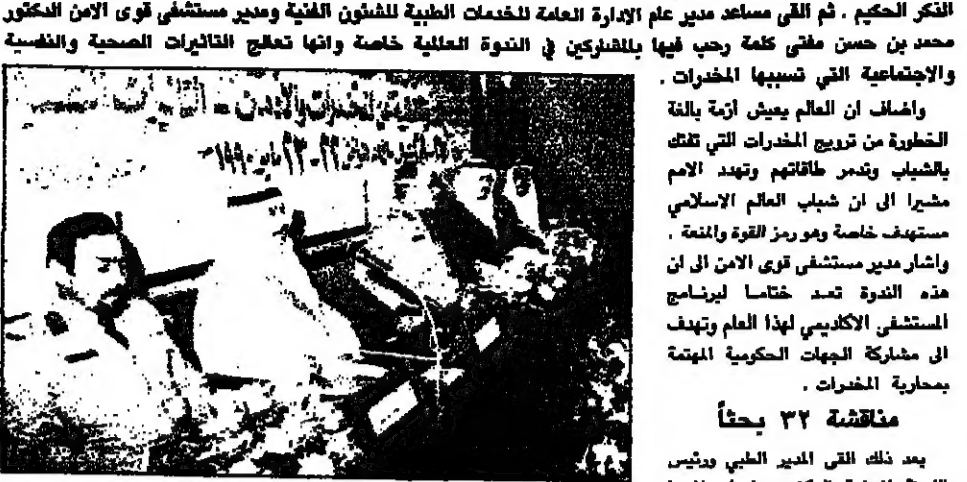 الذكر الحكيم . ثم القى مساعد مدير عام الادارة العامة للخدمات الطبية للشئون الفنية ومدير مستشفى قوى الامن الدكتور
محمد بن حسن مفتى كلمة رحب فيها بالمشاركين في الندوة العالمية خاصة وانها تعالج التاثيرات الصحية والنفسية
والاجتماعية التي تسببها المخدرات .
واضاف ان العالم يعيش أزمة بالغة
الخطورة من ترويج المخدرات التي تفتك
بالشباب وتدمر طاقاتهم وتهدد الامم
مشيرا الى ان شباب العالم الاسلامي
مستهدف خاصة وهو رمز القوة والمنعة .
واشار مدير مستشفى قوى الامن الى ان
هذه الندوة تعد ختاما لبرنامج
المستشفى الاكاديمي لهذا العام وتهدف
الى مشاركة الجهات الحكومية المهتمة
بمحاربة المخدرات .
مناقشة ٣٢ بحثاً
بعد ذلك القى المدير الطبي ورئيس